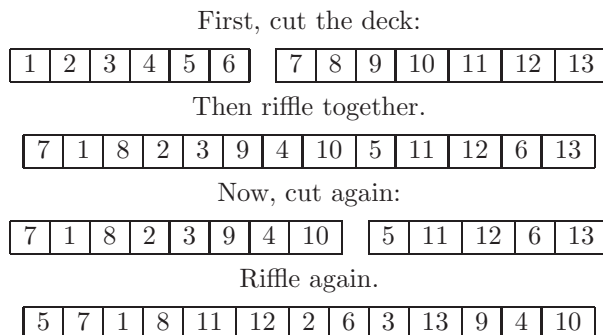 First, cut the deck:
1 2 3 4 5 6 7 8 9 10 11 12 13
Then riffle together.
7 1 8 2 3 9 4 10 5 11 12 6 13
Now, cut again:
7 1 8 2 3 9 4 10 5 11 12 6 13
Riffle again.
5 7 1 8 11 12 2 6 3 13 9 4 10